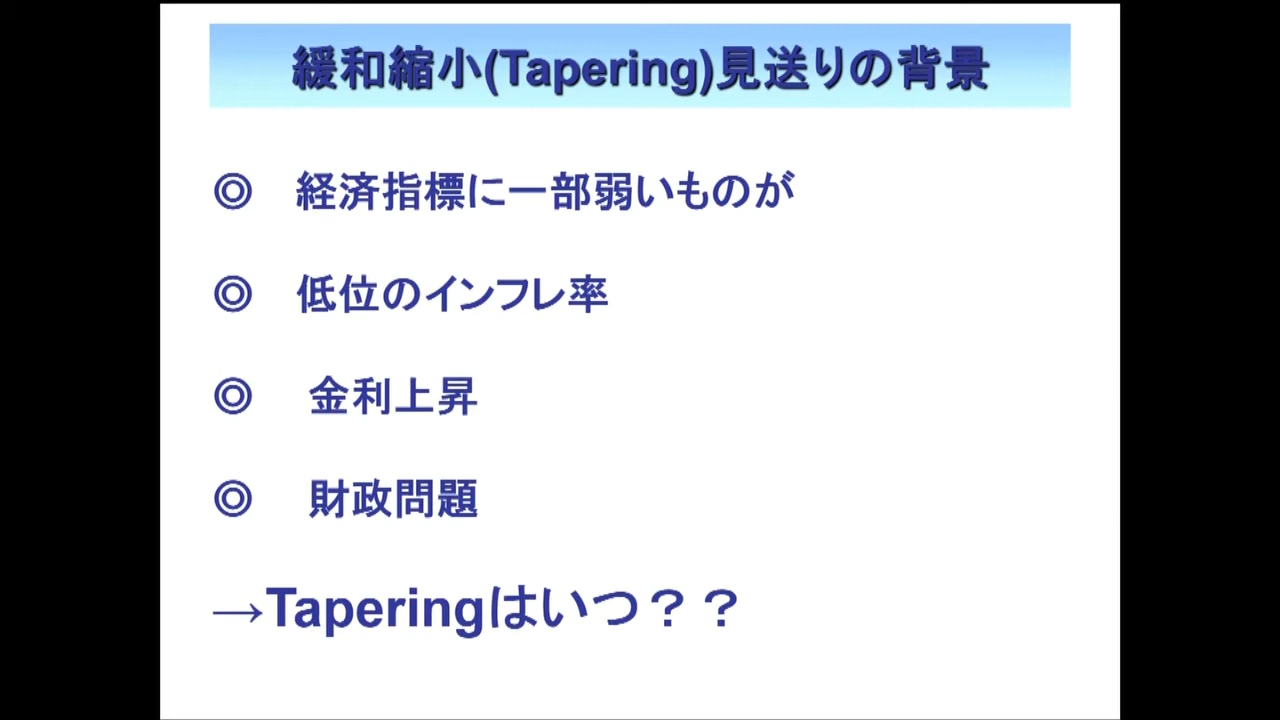 緩和縮小(Tapering)見送りの背景
◎　経済指標に一部弱いものが
◎　低位のインフレ率
◎　金利上昇
◎　財政問題
→Taperingはいつ？？